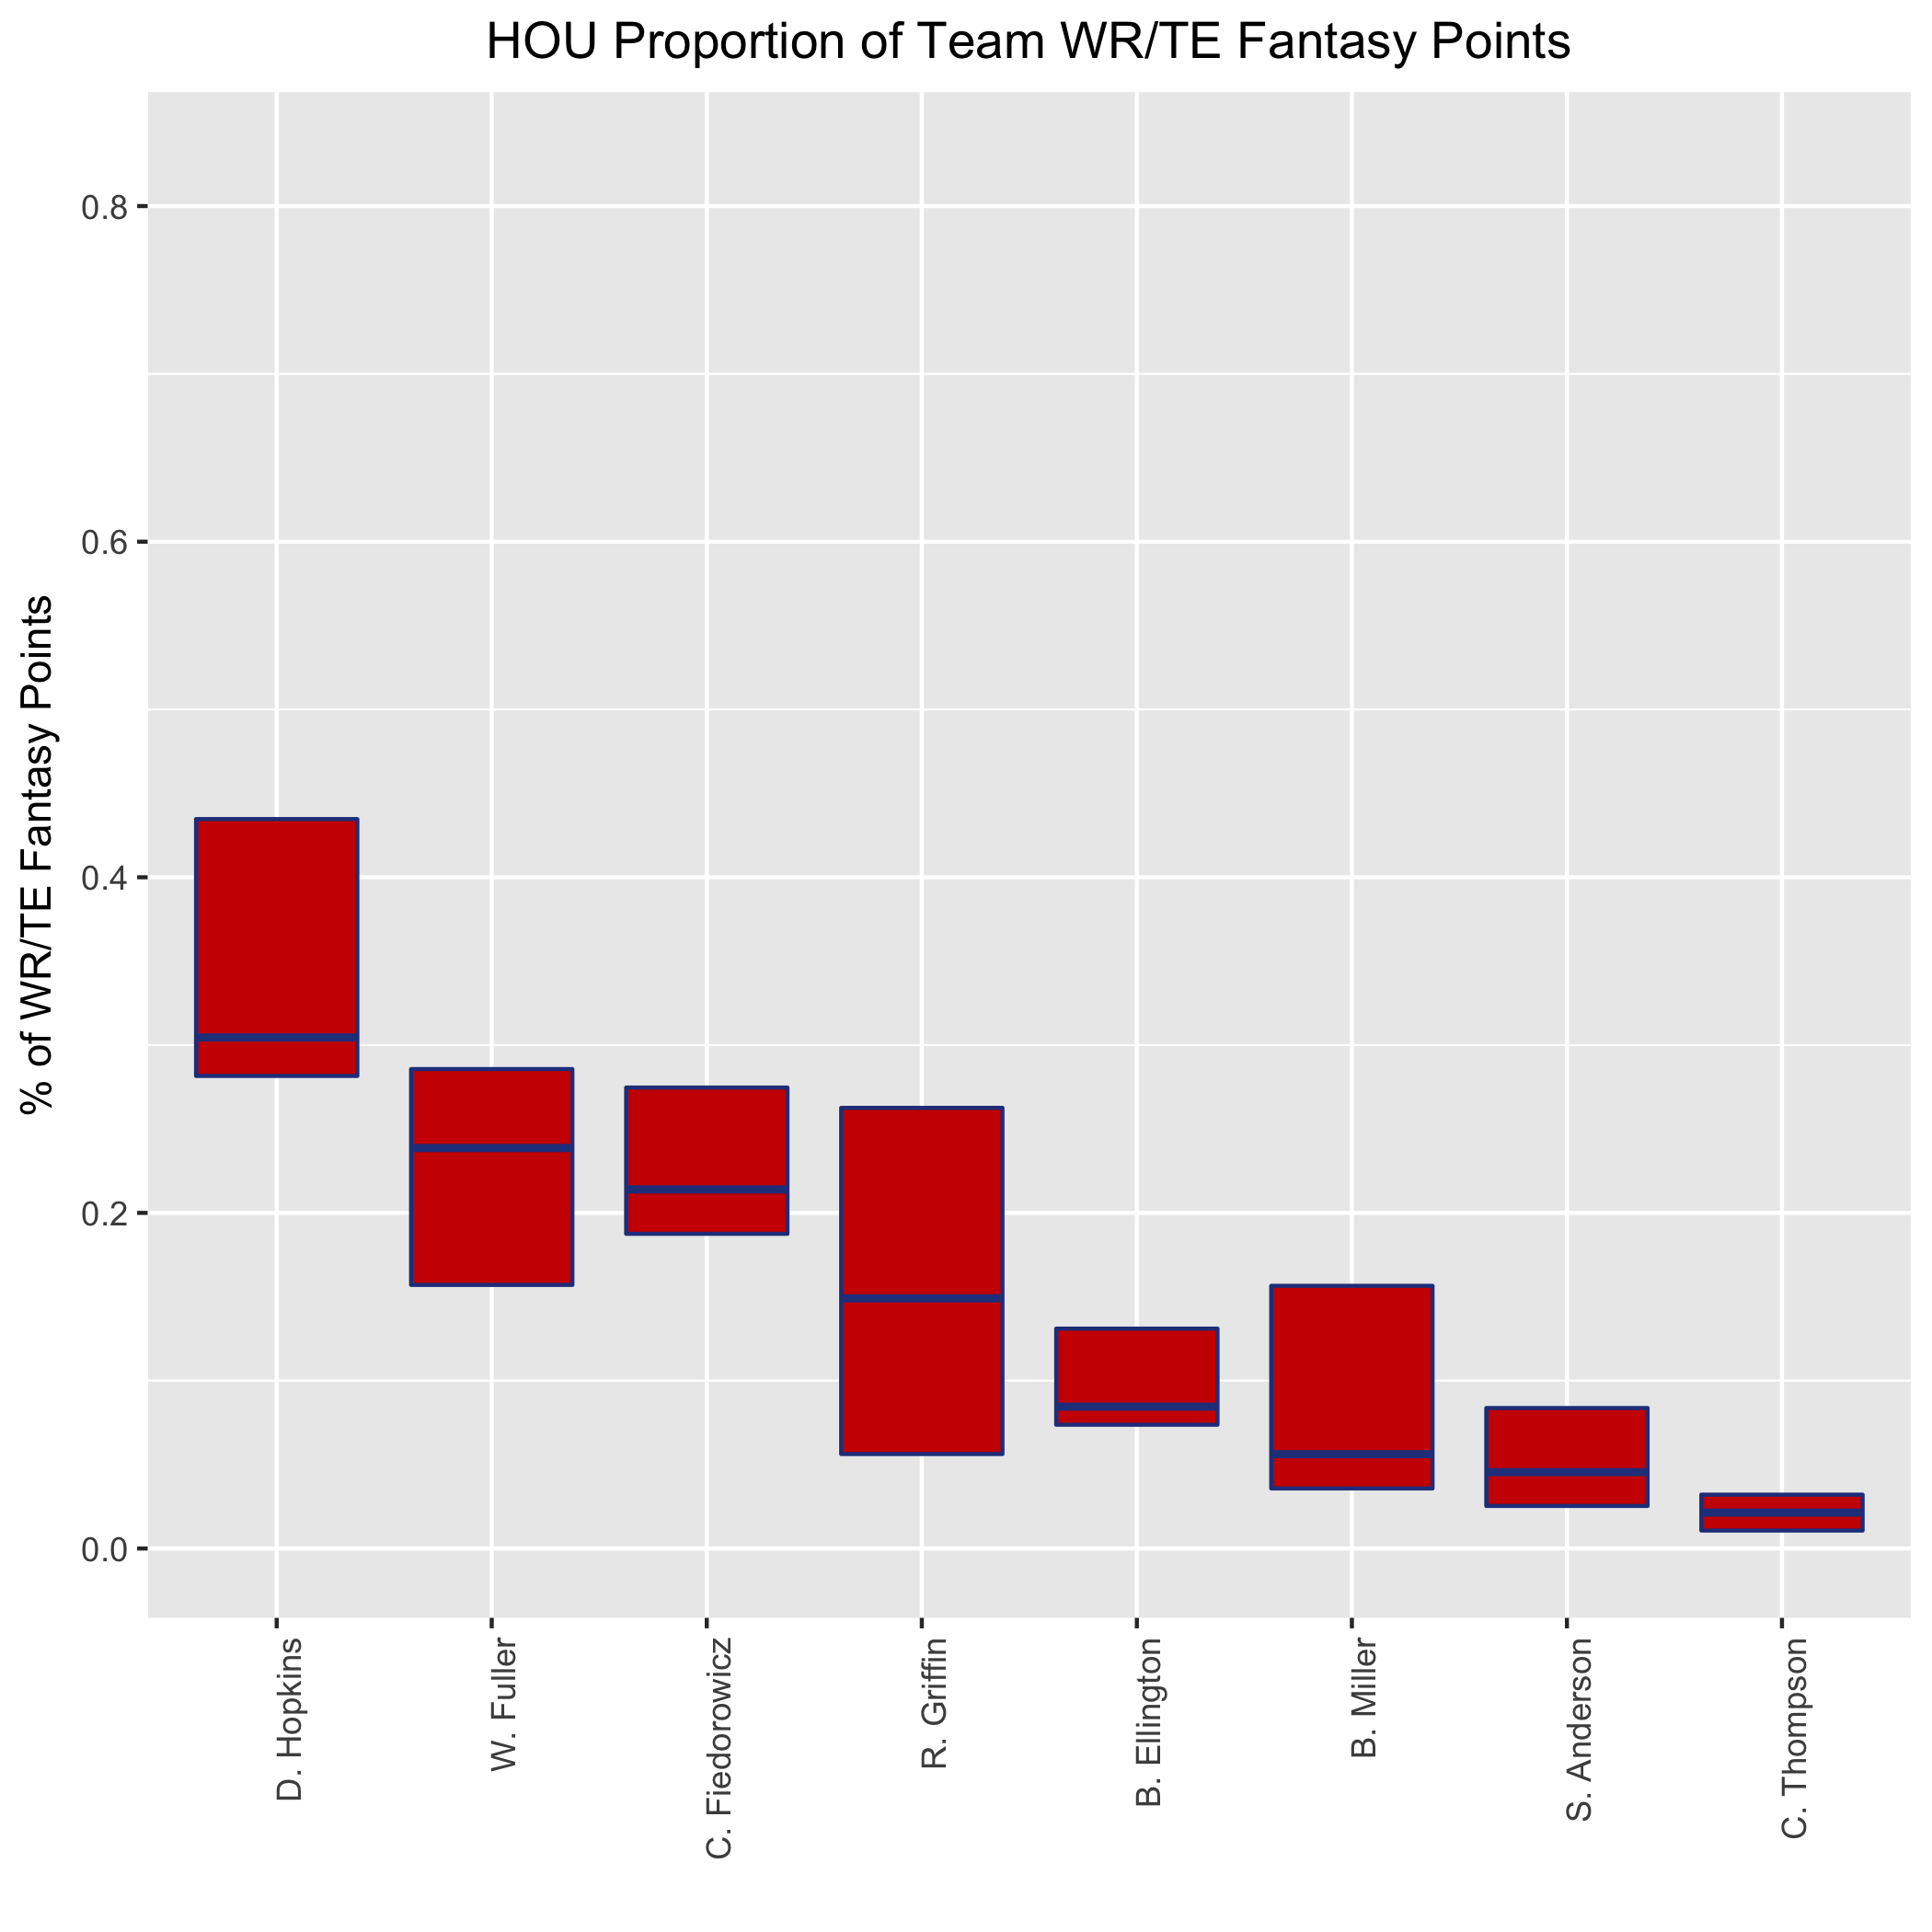 HOU Proportion of Team WR/TE Fantasy Points
% of WR/TE Fantasy Points
0.8
0.6
0.4
0.2
0.0
D. Hopkins
W. Fuller
C. Fiedorowicz
R. Griffin
B. Ellington
B. Miller
S. Anderson
C. Thompson